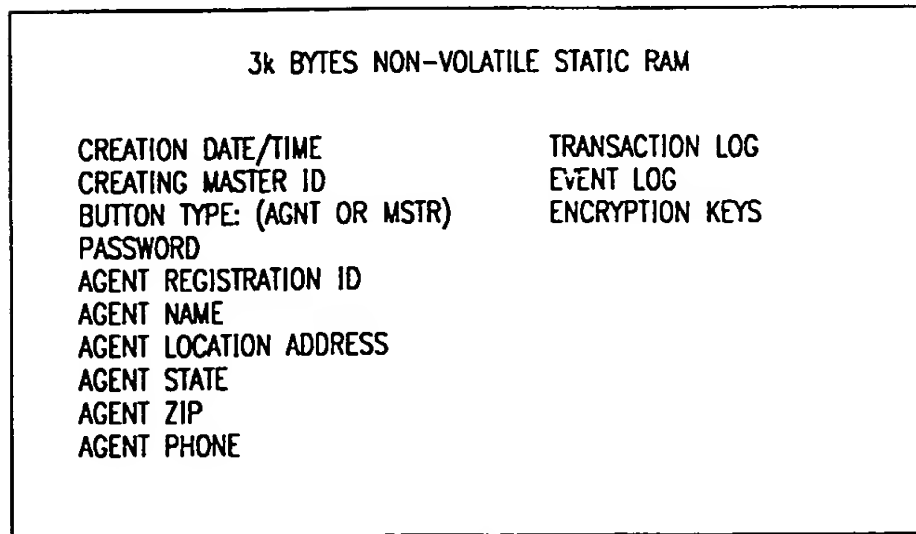 3k BYTES NON-VOLATILE STATIC RAM
CREATION DATE/TIME
CREATING MASTER ID
BUTTON TYPE: (AGNT OR MSTR)
PASSWORD
AGENT REGISTRATION ID
AGENT NAME
AGENT LOCATION ADDRESS
AGENT STATE
AGENT ZIP
AGENT PHONE
TRANSACTION LOG
EVENT LOG
ENCRYPTION KEYS